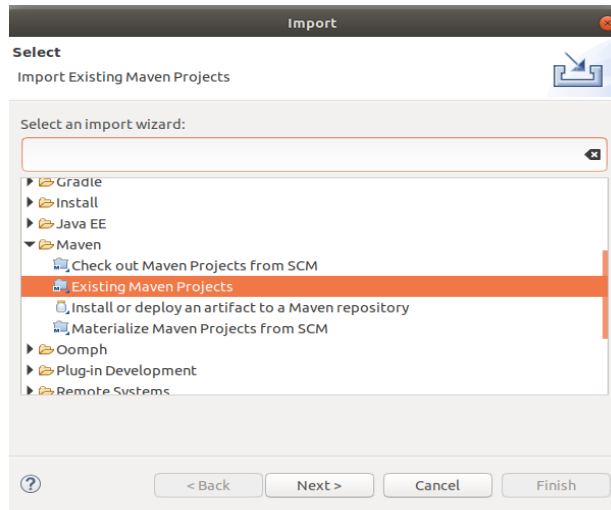 Import
Select
Import Existing Maven Projects
Select an import wizard:
Gradle
Install
Java EE
Maven
Check out Maven Projects from SCM
Existing Maven Projects
Install or deploy an artifact to a Maven repository
Materialize Maven Projects from SCM
Oomph
Plug-in Development
Remote Systems
? < Back Next > Cancel Finish